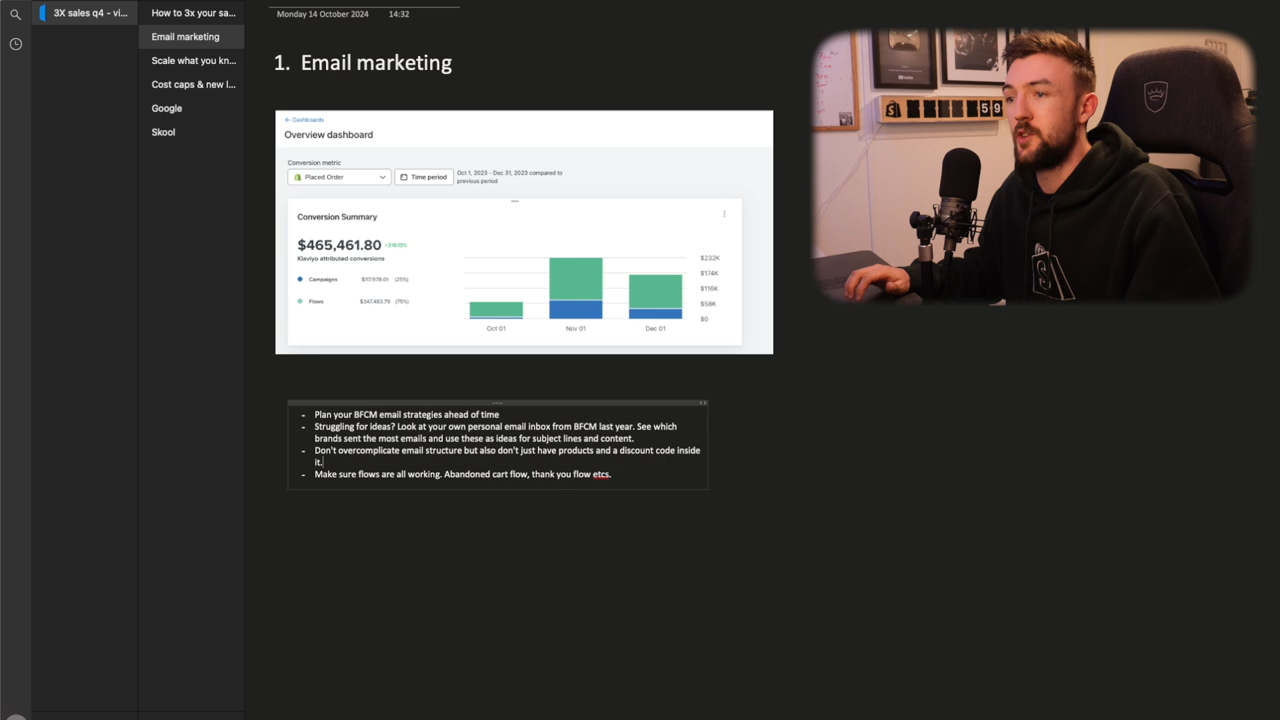 3X sales q4 - vi...
How to 3x your sa...
Email marketing
Scale what you kn...
Cost caps & new l...
Google
Skool
Monday 14 October 2024 14:32
1. Email marketing
← Dashboards
Overview dashboard
Conversion metric
Placed Order
Time period
Oct 1, 2023 - Dec 31, 2023 compared to
previous period
Conversion Summary
$465,461.80
Klaviyo attributed conversions
Campaigns (25%)
Flows $347,483.79 (75%)
$232K
$174K
$116K
$58K
$0
Oct 01 Nov 01 Dec 01
- Plan your BFCM email strategies ahead of time
- Struggling for ideas? Look at your own personal email inbox from BFCM last year. See which
brands sent the most emails and use these as ideas for subject lines and content.
- Don't overcomplicate email structure but also don't just have products and a discount code inside
it.
- Make sure flows are all working. Abandoned cart flow, thank you flow etcs.
59